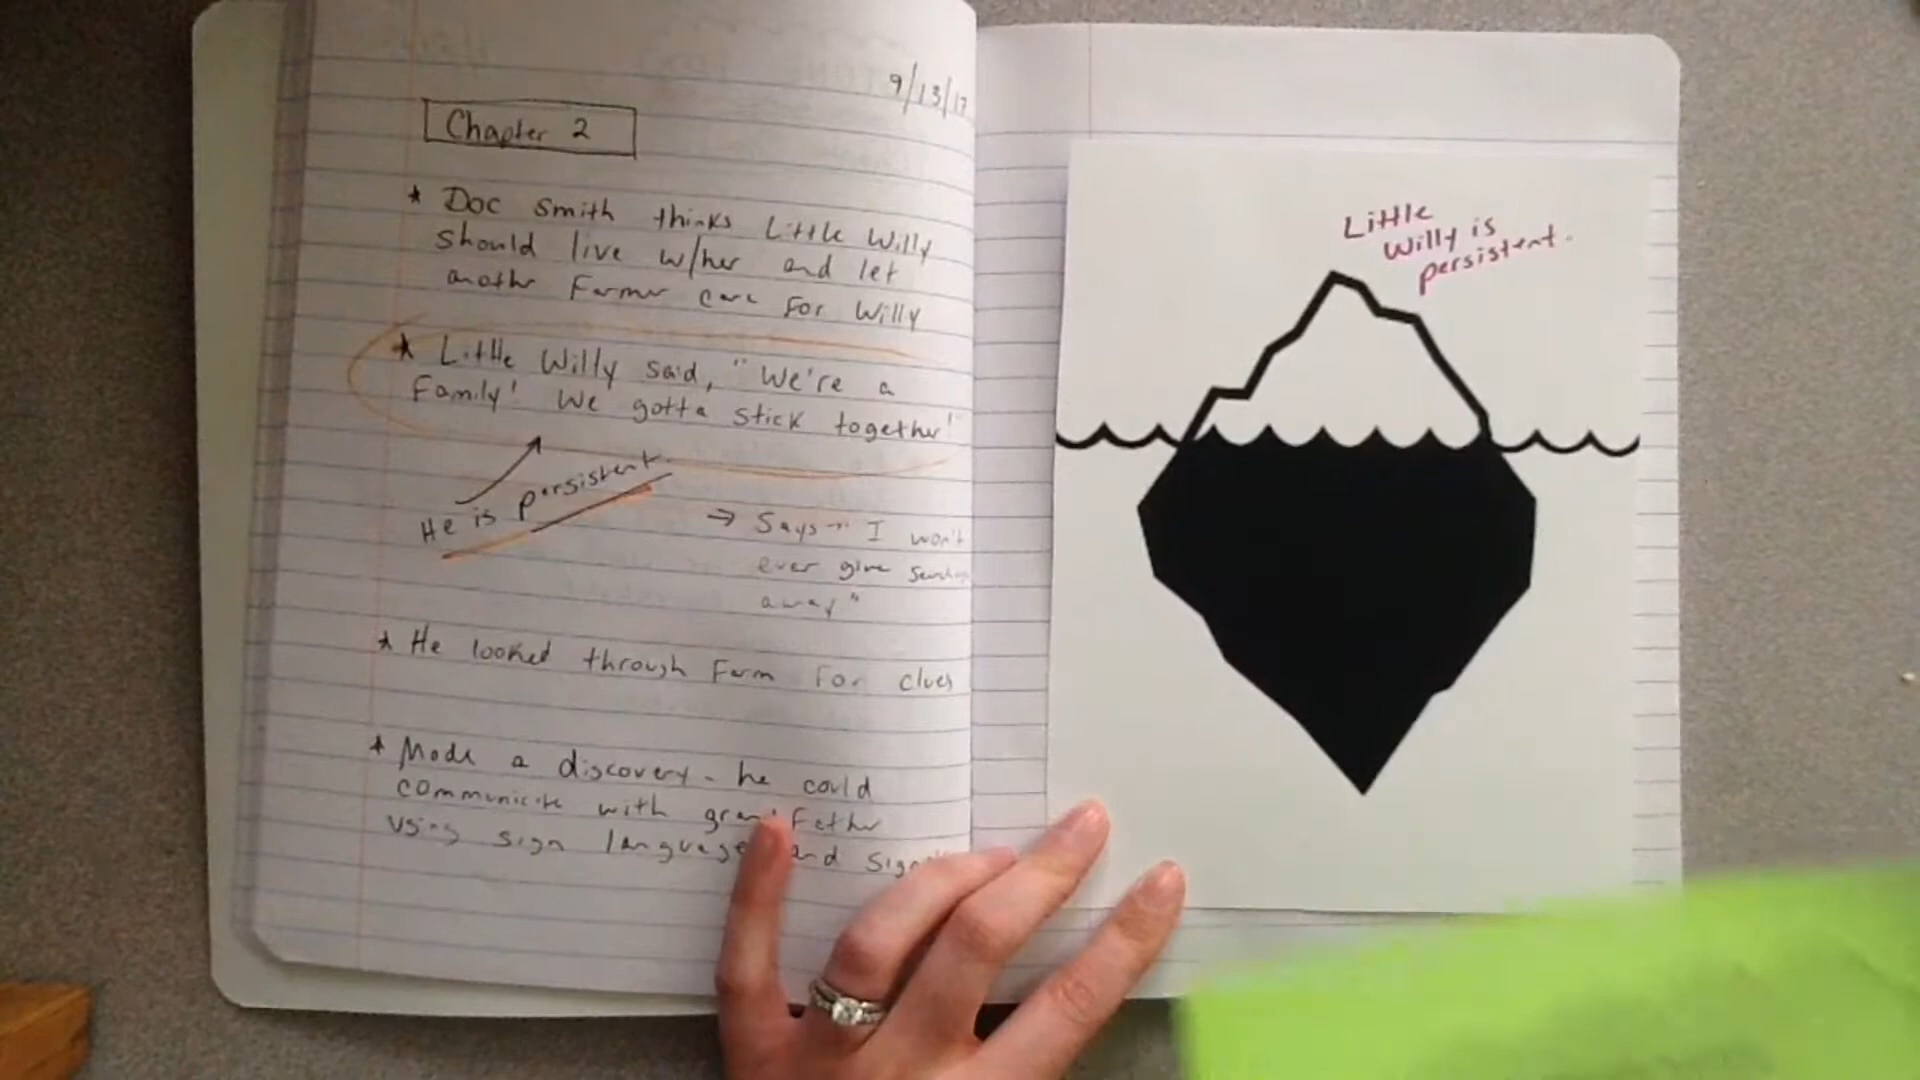 9/13/17
Chapter 2
* Doc Smith thinks Little Willy
should live w/her and let
another Farmer care for Willy
* Little Willy said, "We're a
Family! We gotta stick together!"
He is persistent.
→ Says "I won't
ever give
away"
* He looked through Farm for clues
* Made a discovery - he could
communicate with grandfather
using sign language and
Little
Willy is
persistent.